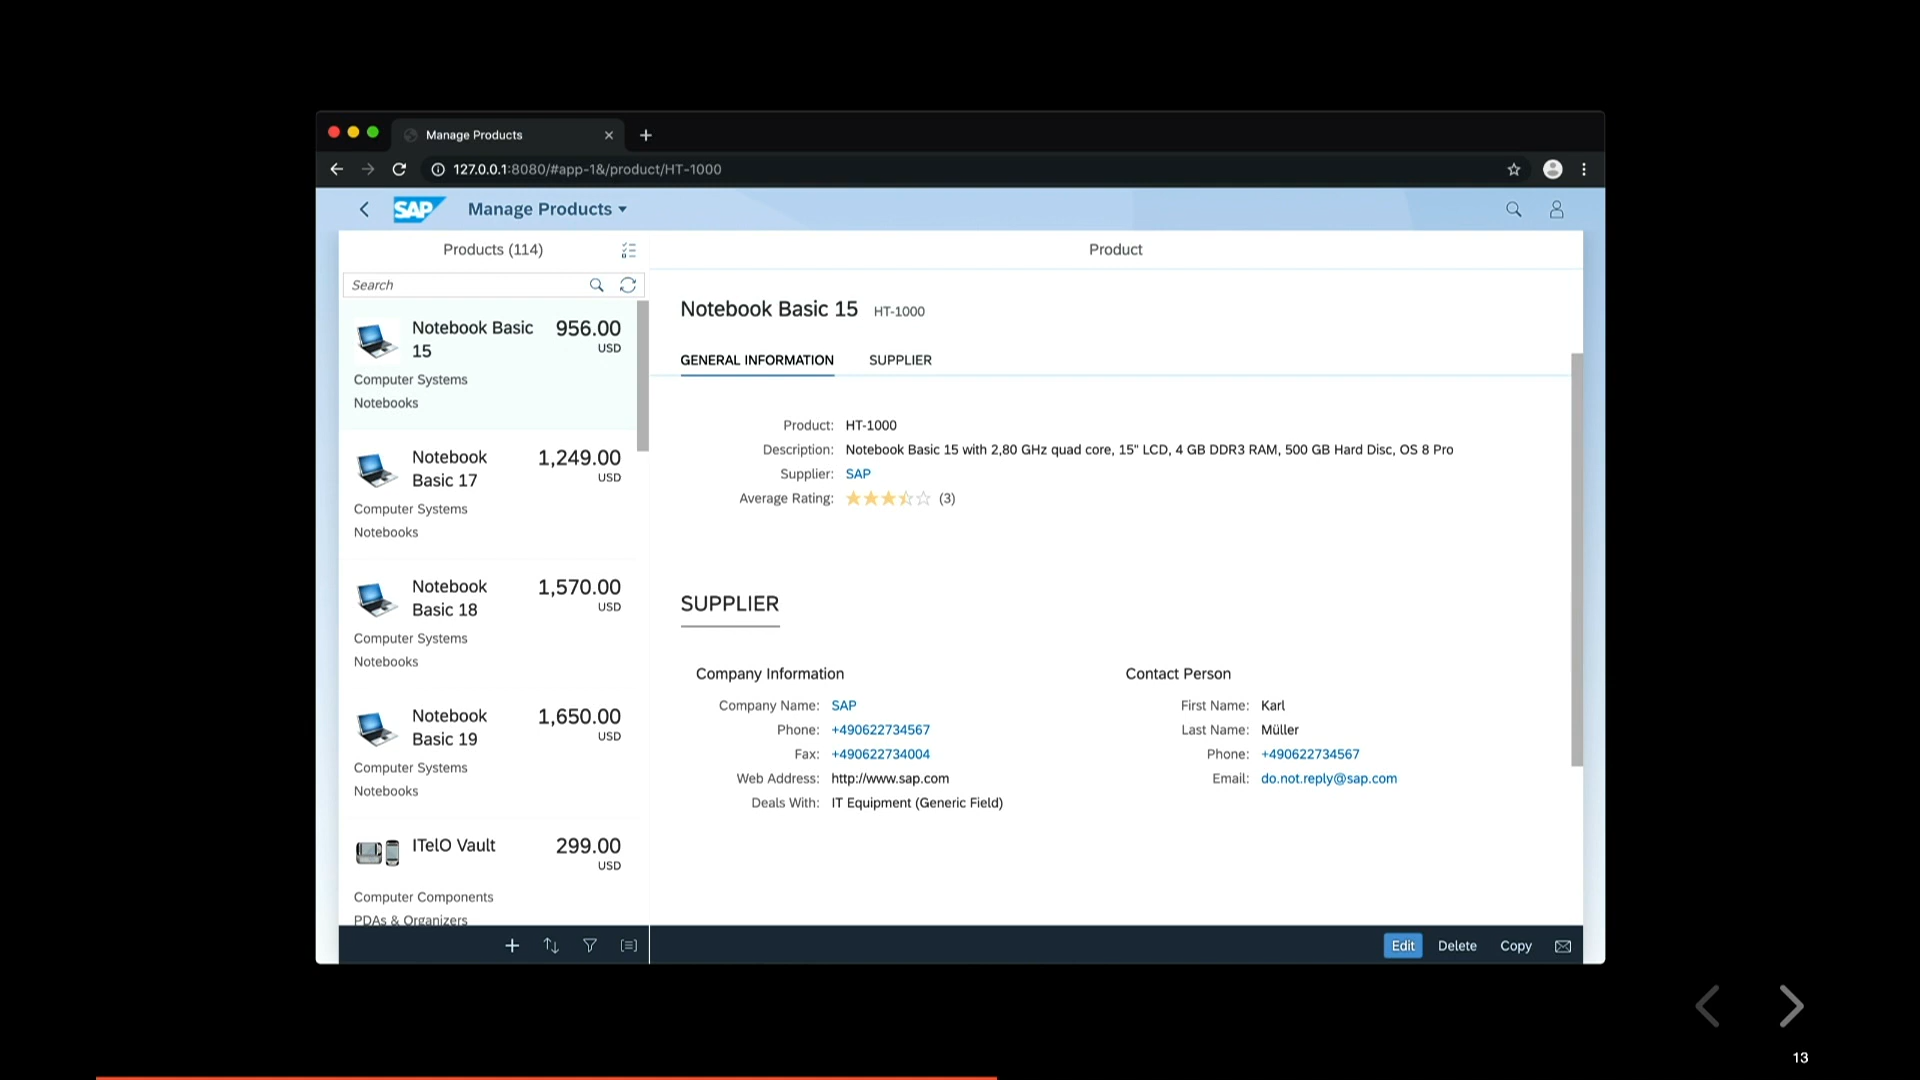 Manage Products
127.0.0.1:8080/#app-1&/product/HT-1000
SAP
Manage Products
Products (114)
Search
Notebook Basic 15
956.00
USD
Computer Systems
Notebooks
Notebook Basic 17
1,249.00
USD
Computer Systems
Notebooks
Notebook Basic 18
1,570.00
USD
Computer Systems
Notebooks
Notebook Basic 19
1,650.00
USD
Computer Systems
Notebooks
ITelO Vault
299.00
USD
Computer Components
PDAs & Organizers
Product
Notebook Basic 15 HT-1000
GENERAL INFORMATION SUPPLIER
Product: HT-1000
Description: Notebook Basic 15 with 2,80 GHz quad core, 15" LCD, 4 GB DDR3 RAM, 500 GB Hard Disc, OS 8 Pro
Supplier: SAP
Average Rating: (3)
SUPPLIER
Company Information
Company Name: SAP
Phone: +490622734567
Fax: +490622734004
Web Address: http://www.sap.com
Deals With: IT Equipment (Generic Field)
Contact Person
First Name: Karl
Last Name: Müller
Phone: +490622734567
Email: do.not.reply@sap.com
Edit Delete Copy
13